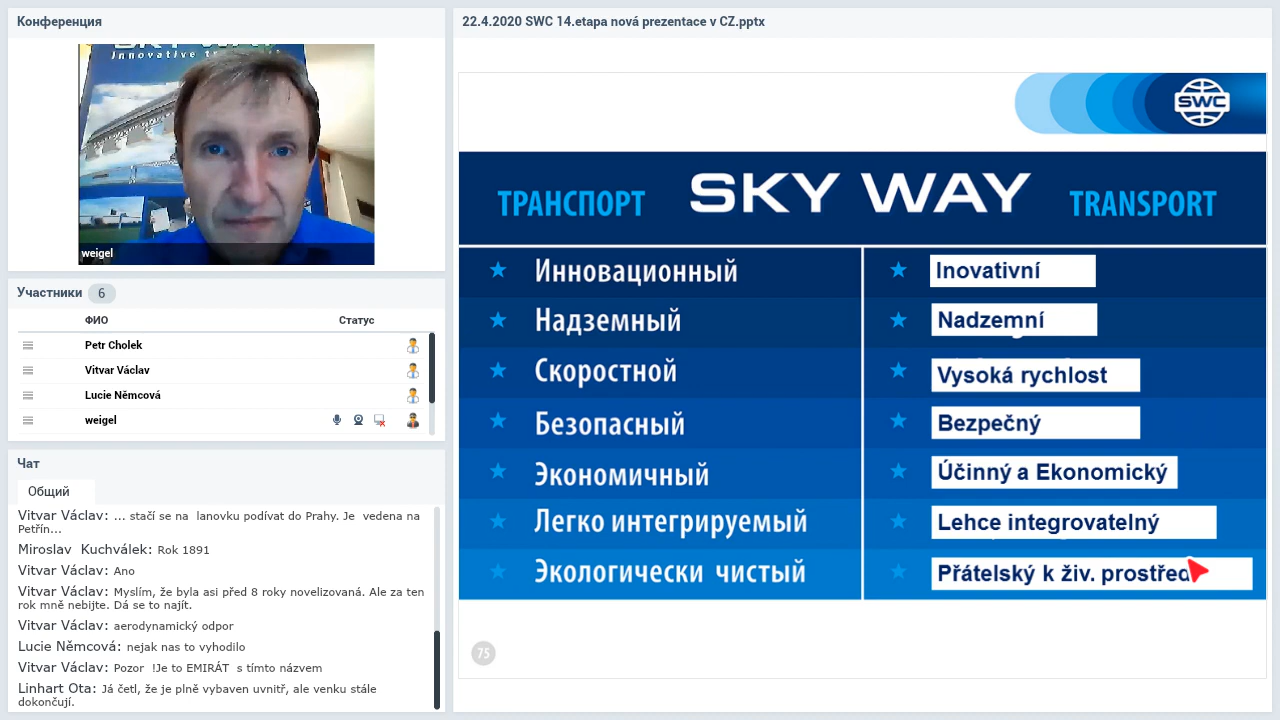 Конференция
SKY WAY
Innovative tr
weigel
Участники 6
ФИО Статус
Petr Cholek
Vitvar Václav
Lucie Němcová
weigel
Чат
Общий
Vitvar Václav: ... stačí se na lanovku podívat do Prahy. Je vedena na
Petřín...
Miroslav Kuchválek: Rok 1891
Vitvar Václav: Ano
Vitvar Václav: Myslím, že byla asi před 8 roky novelizovaná. Ale za ten
rok mně nebijte. Dá se to najít.
Vitvar Václav: aerodynamický odpor
Lucie Němcová: nejak nas to vyhodilo
Vitvar Václav: Pozor !Je to EMIRÁT s tímto názvem
Linhart Ota: Já četl, že je plně vybaven uvnitř, ale venku stále
dokončují.
22.4.2020 SWC 14.etapa nová prezentace v CZ.pptx
SWC
ТРАНСПОРТ SKY WAY TRANSPORT
Инновационный Inovativní
Надземный Nadzemní
Скоростной Vysoká rychlost
Безопасный Bezpečný
Экономичный Účinný a Ekonomický
Легко интегрируемый Lehce integrovatelný
Экологически чистый Přátelský k živ. prostřed
75